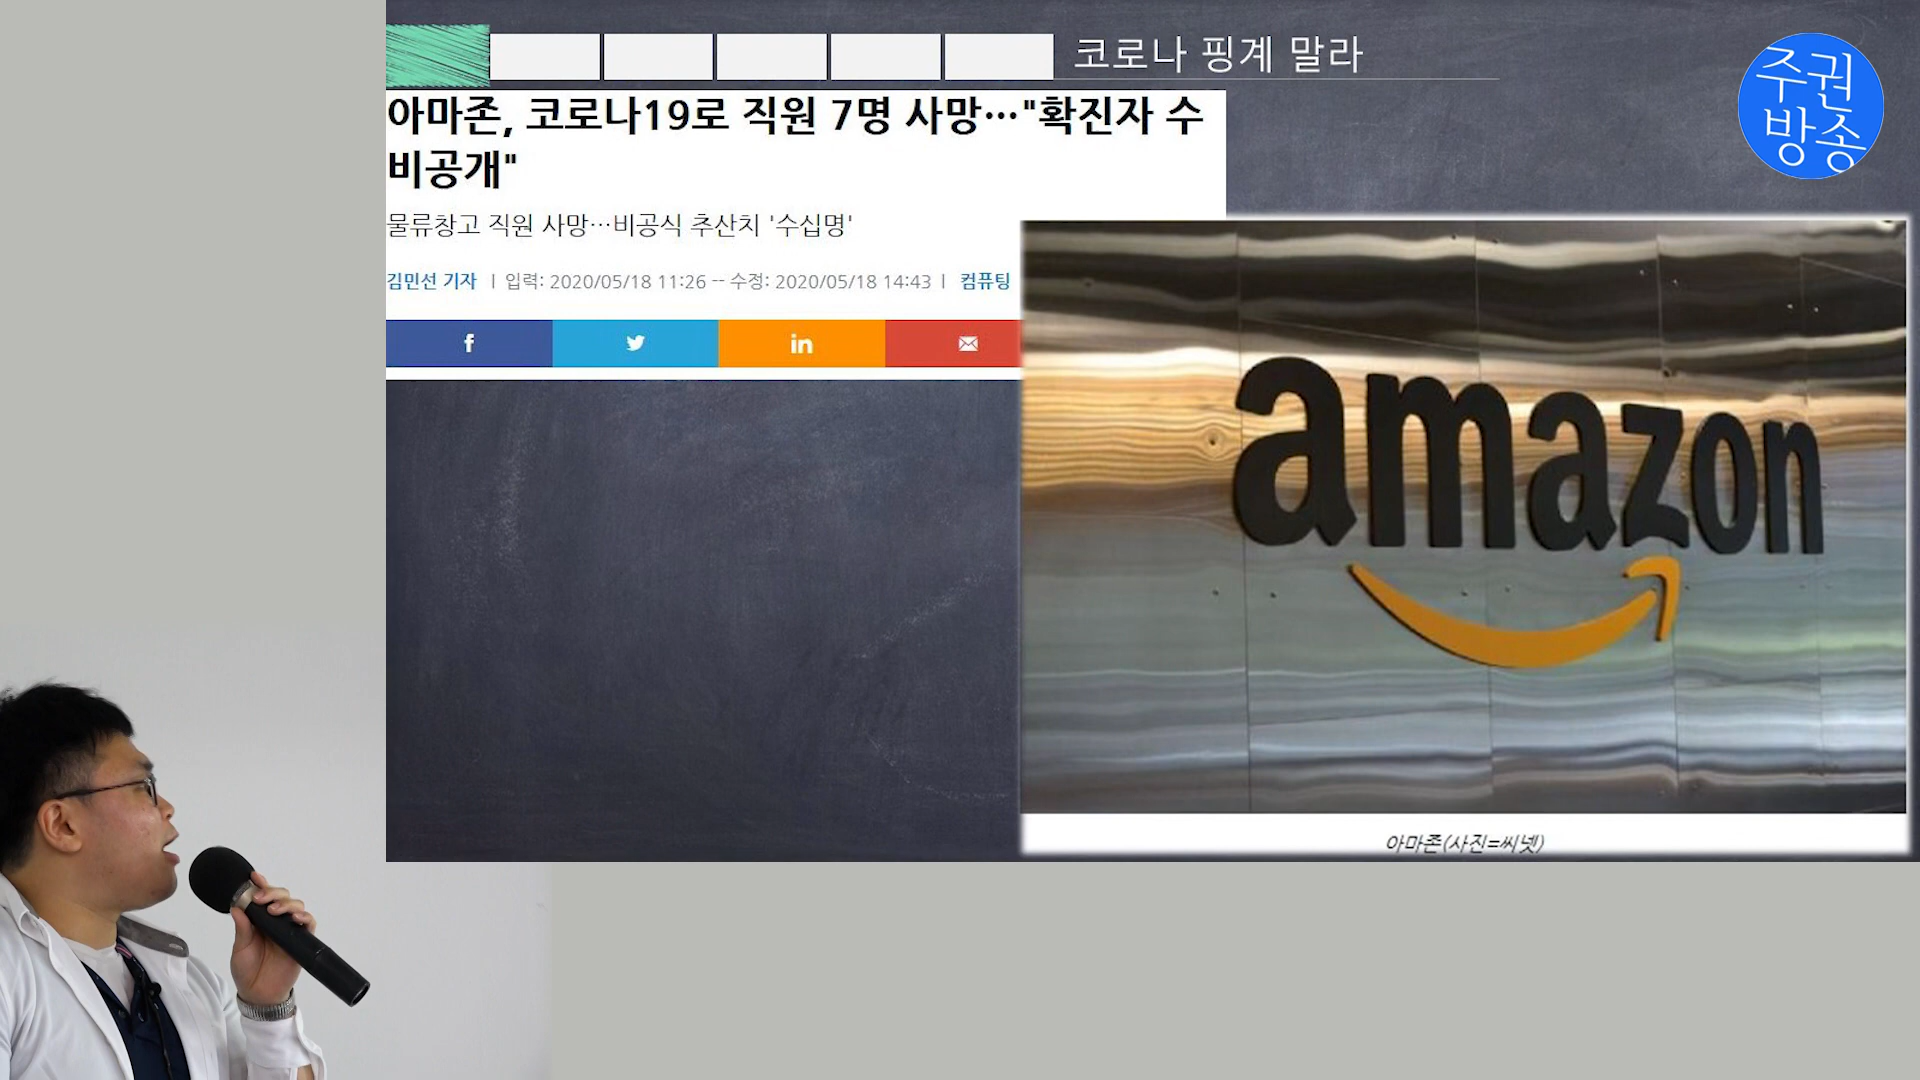 코로나 핑계 말라
주권
방송
아마존, 코로나19로 직원 7명 사망…"확진자 수
비공개"
물류창고 직원 사망…비공식 추산치 '수십명'
김민선 기자 | 입력: 2020/05/18 11:26 -- 수정: 2020/05/18 14:43 | 컴퓨팅
f
in
amazon
아마존(사진=씨넷)